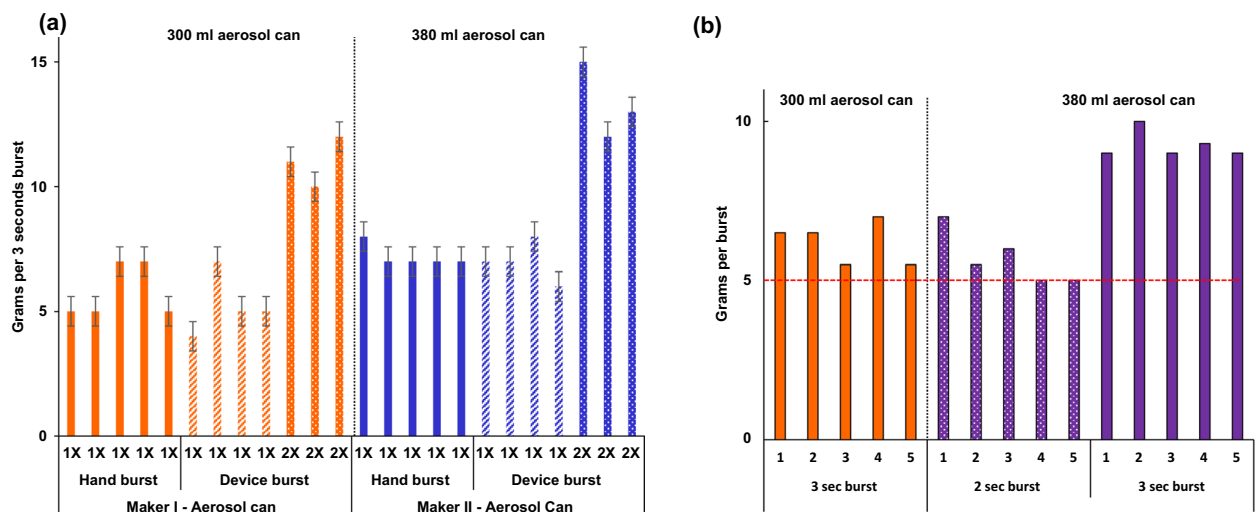 (a)
300 ml aerosol can 380 ml aerosol can
Grams per 3 seconds burst
15
10
5
0
1X 1X 1X 1X 1X 1X 1X 1X 1X 2X 2X 2X 1X 1X 1X 1X 1X 1X 1X 1X 1X 2X 2X 2X
Hand burst Device burst Hand burst Device burst
Maker I - Aerosol can Maker II - Aerosol Can
(b)
300 ml aerosol can 380 ml aerosol can
Grams per burst
10
5
0
1 2 3 4 5 1 2 3 4 5 1 2 3 4 5
3 sec burst 2 sec burst 3 sec burst